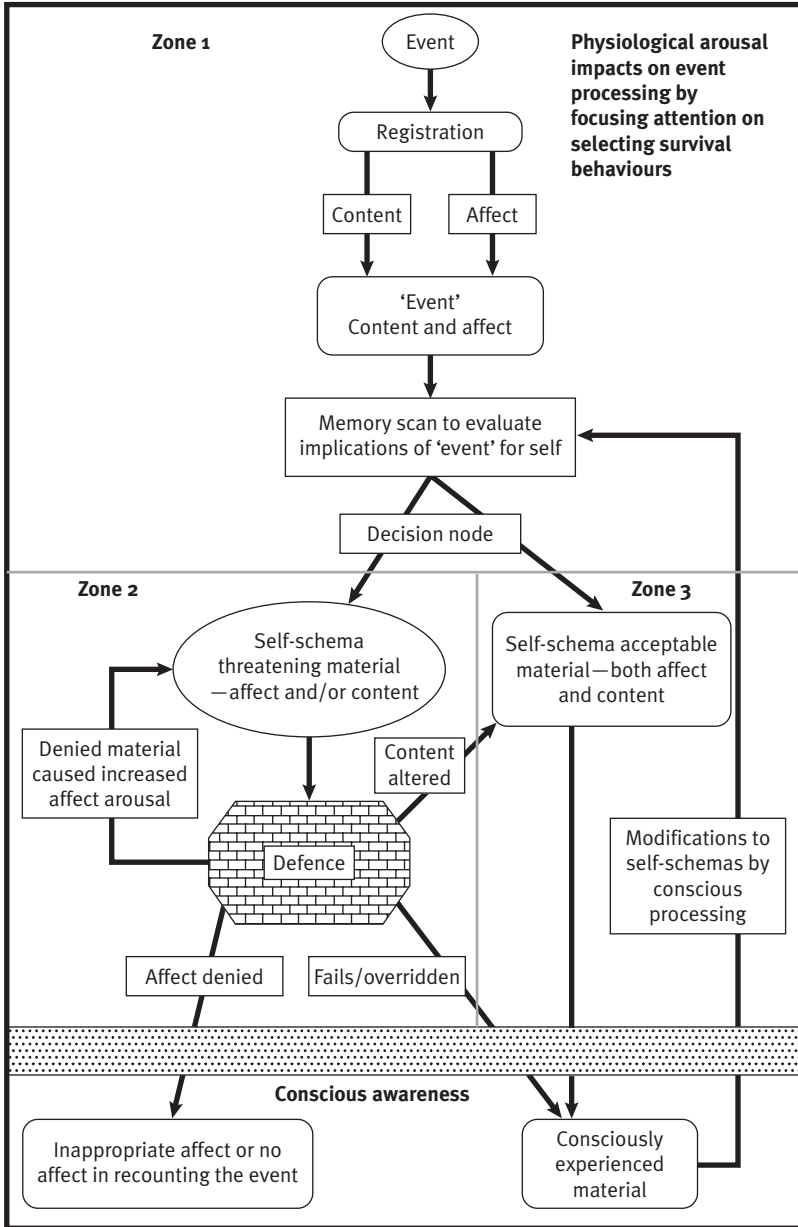 Zone 1
Event
Physiological arousal
impacts on event
processing by
focusing attention on
selecting survival
behaviours
Registration
Content
Affect
‘Event’
Content and affect
Memory scan to evaluate
implications of ‘event’ for self
Decision node
Zone 2
Zone 3
Self-schema
threatening material
—affect and/or content
Self-schema acceptable
material—both affect
and content
Denied material
caused increased
affect arousal
Content
altered
Defence
Modifications to
self-schemas by
conscious
processing
Affect denied
Fails/overridden
Conscious awareness
Inappropriate affect or no
affect in recounting the event
Consciously
experienced
material